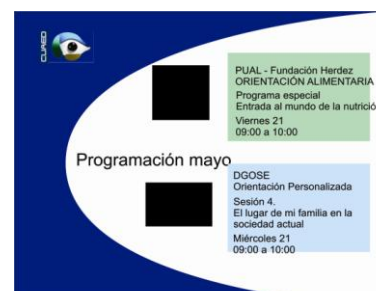 CUAED
PUAL - Fundación Herdez
ORIENTACIÓN ALIMENTARIA
Programa especial
Entrada al mundo de la nutrició
Viernes 21
09:00 a 10:00
Programación mayo
DGOSE
Orientación Personalizada
Sesión 4.
El lugar de mi familia en la
sociedad actual
Miércoles 21
09:00 a 10:00